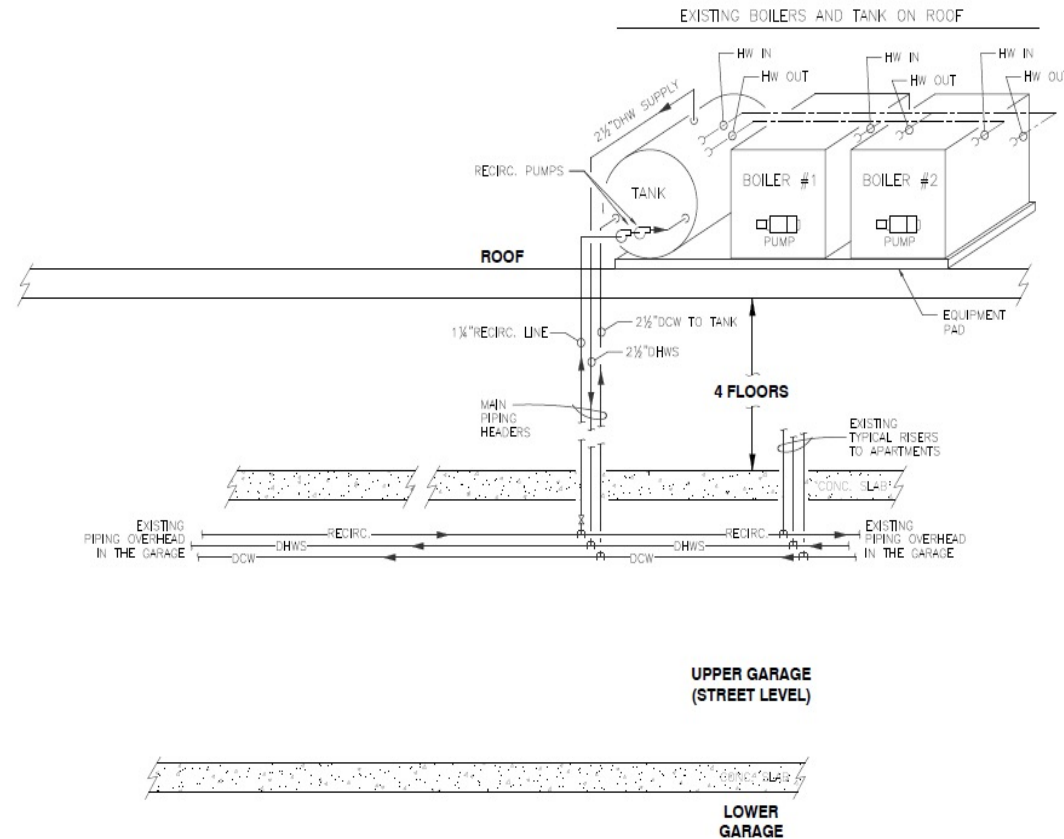 EXISTING BOILERS AND TANK ON ROOF
HW IN
HW OUT
HW IN
HW OUT
HW IN
HW OUT
2½"DHW SUPPLY
RECIRC. PUMPS
TANK
BOILER #1
BOILER #2
PUMP
PUMP
ROOF
EQUIPMENT
PAD
1¼"RECIRC. LINE
2½"DCW TO TANK
2½"DHWS
4 FLOORS
MAIN
PIPING
HEADERS
EXISTING
TYPICAL RISERS
TO APARTMENTS
CONC. SLAB
EXISTING
PIPING OVERHEAD
IN THE GARAGE
RECIRC.
DHWS
DCW
RECIRC.
DHWS
DCW
EXISTING
PIPING OVERHEAD
IN THE GARAGE
UPPER GARAGE
(STREET LEVEL)
CONC. SLAB
LOWER
GARAGE